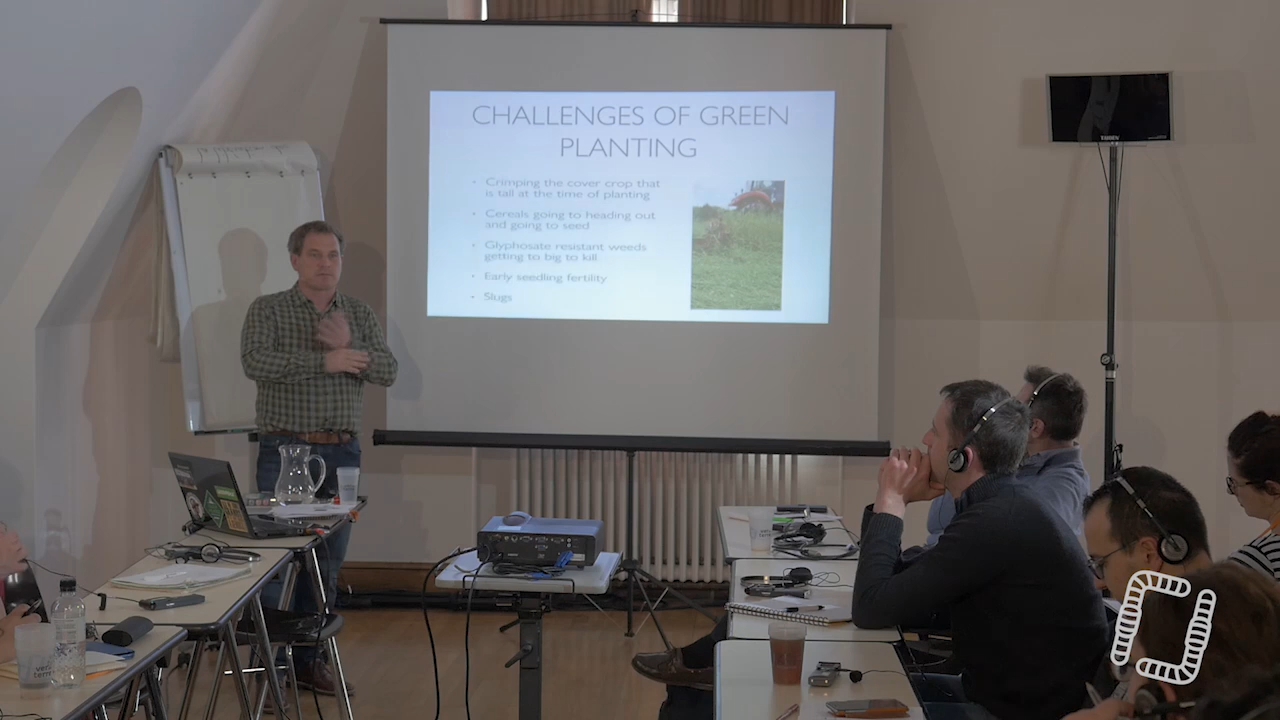 CHALLENGES OF GREEN
PLANTING
• Crimping the cover crop that
is tall at the time of planting
• Cereals going to heading out
and going to seed
• Glyphosate resistant weeds
getting to big to kill
• Early seedling fertility
• Slugs